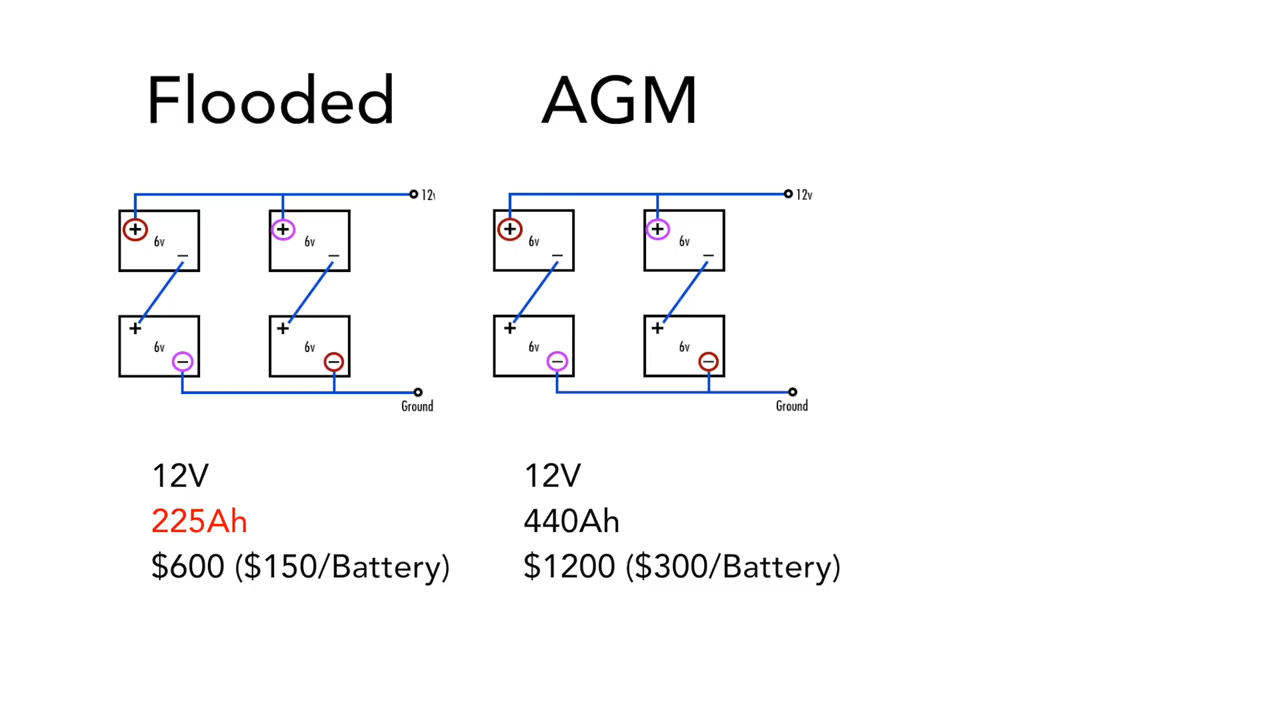 Flooded AGM
12v 12v
+ + + +
6v 6v 6v 6v
– – – –
+ + + +
6v 6v 6v 6v
– – – –
Ground Ground
12V 12V
225Ah 440Ah
$600 ($150/Battery) $1200 ($300/Battery)